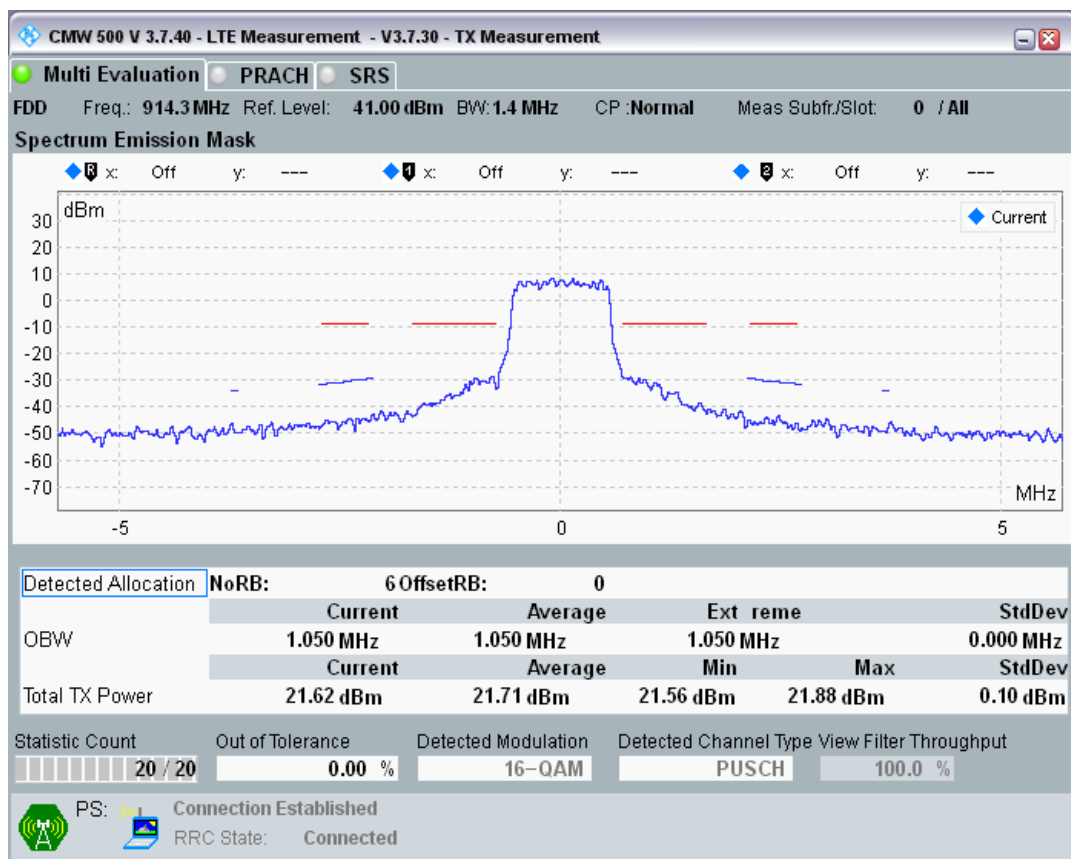 CMW 500 V 3.7.40 - LTE Measurement - V3.7.30 - TX Measurement
Multi Evaluation PRACH SRS
FDD Freq.: 914.3 MHz Ref. Level: 41.00 dBm BW: 1.4 MHz CP :Normal Meas Subfr./Slot: 0 / All
Spectrum Emission Mask
R x: Off y: --- 1 x: Off y: --- 2 x: Off y: ---
dBm
Current
30
20
10
0
-10
-20
-30
-40
-50
-60
-70
MHz
-5 0 5
Detected Allocation NoRB: 6 OffsetRB: 0
Current Average Ext reme StdDev
OBW 1.050 MHz 1.050 MHz 1.050 MHz 0.000 MHz
Current Average Min Max StdDev
Total TX Power 21.62 dBm 21.71 dBm 21.56 dBm 21.88 dBm 0.10 dBm
Statistic Count Out of Tolerance Detected Modulation Detected Channel Type View Filter Throughput
20 / 20 0.00 % 16-QAM PUSCH 100.0 %
PS: Connection Established
RRC State: Connected